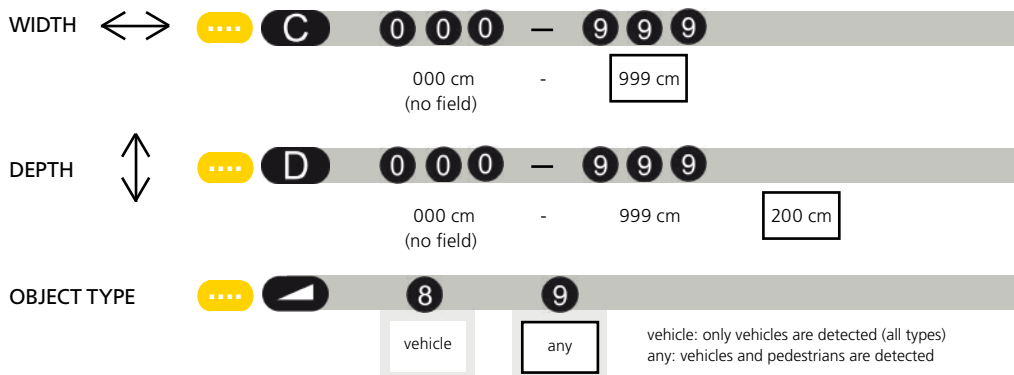 WIDTH C 0 0 0 – 9 9 9
000 cm - 999 cm
(no field)
DEPTH D 0 0 0 – 9 9 9
000 cm - 999 cm 200 cm
(no field)
OBJECT TYPE 8 9
vehicle any vehicle: only vehicles are detected (all types)
any: vehicles and pedestrians are detected